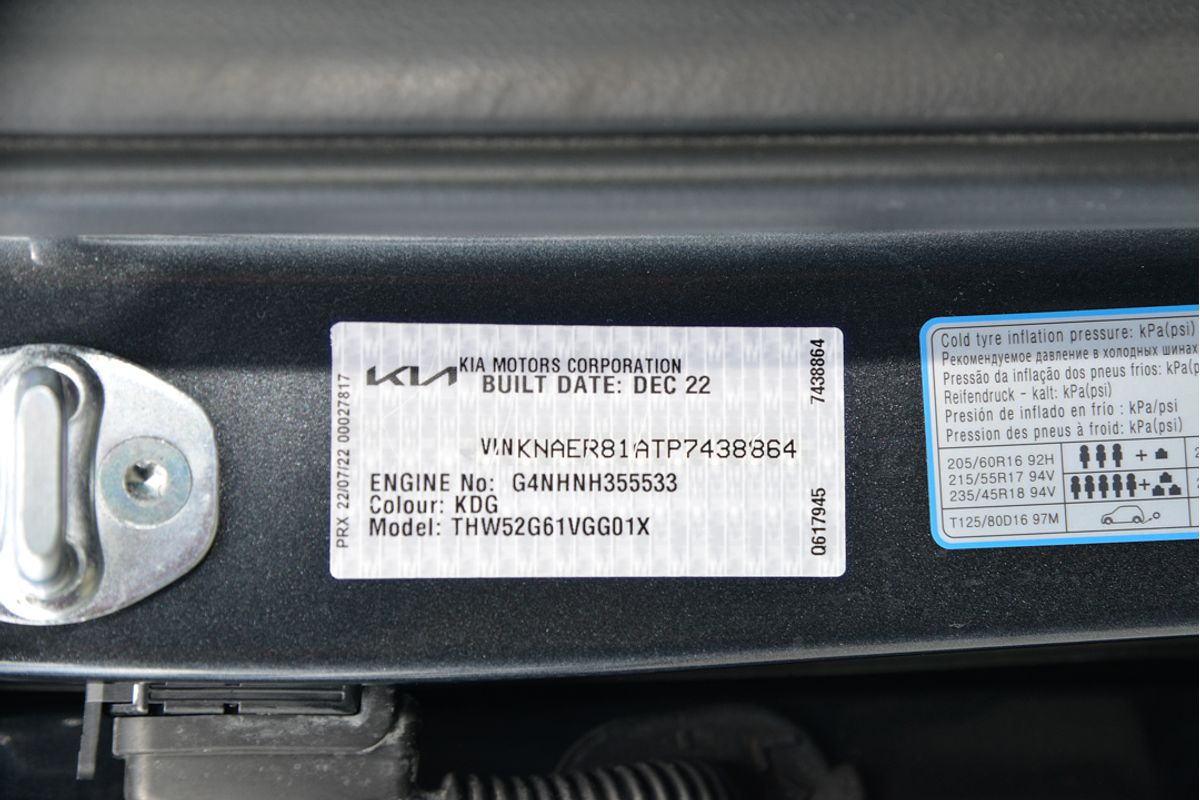 KIA
KIA MOTORS CORPORATION
BUILT DATE: DEC 22
VIN KNAER81ATP7438864
ENGINE No: G4NHNH355533
Colour: KDG
Model: THW52G61VGG01X
PRX 22/07/22 00027817
7438864
Q617945
Cold tyre inflation pressure: kPa(psi)
Рекомендуемое давление в холодных шинах
Pressão da inflação dos pneus frios:
Reifendruck - kalt: kPa(psi)
Presión de inflado en frío : kPa/psi
Pression des pneus à froid: kPa(psi)
205/60R16 92H
215/55R17 94V
235/45R18 94V
T125/80D16 97M